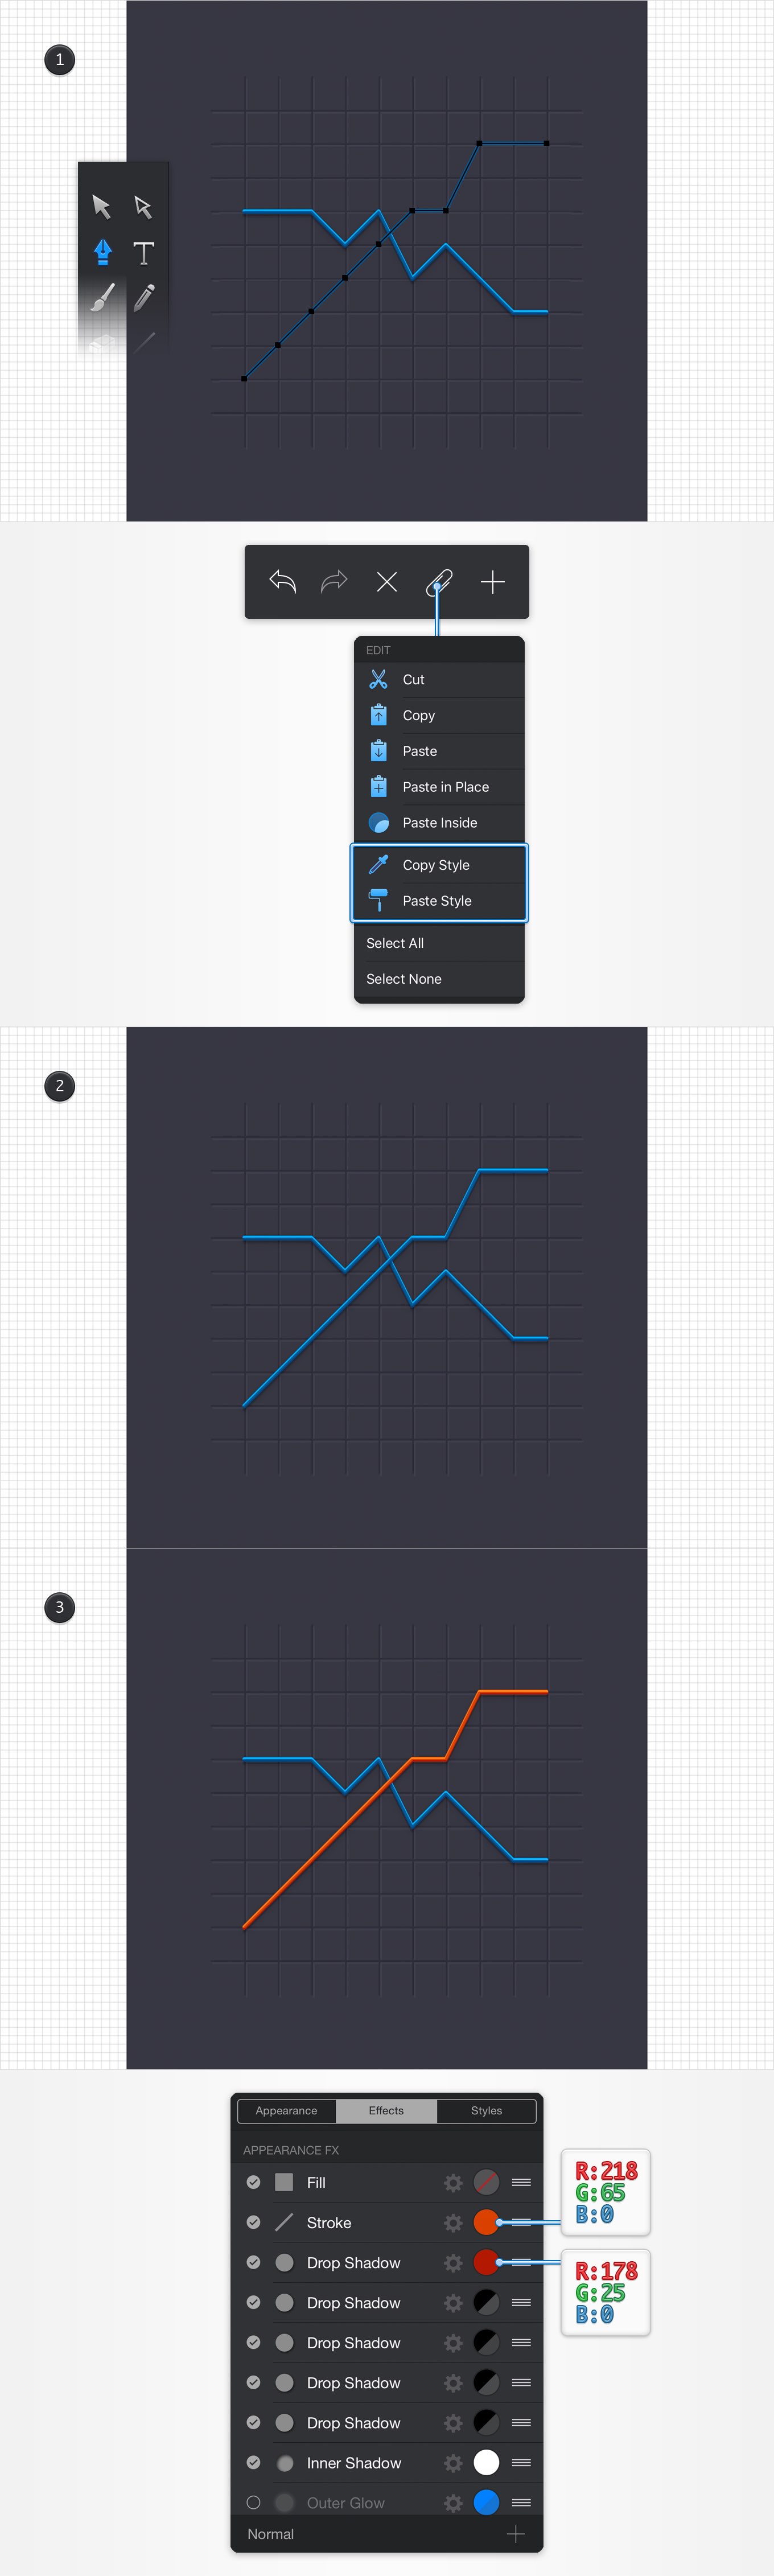 1
T
EDIT
Cut
Copy
Paste
Paste in Place
Paste Inside
Copy Style
Paste Style
Select All
Select None
2
3
Appearance
Effects
Styles
APPEARANCE FX
Fill
Stroke
Drop Shadow
Drop Shadow
Drop Shadow
Drop Shadow
Drop Shadow
Inner Shadow
Outer Glow
Normal
R:218
G:65
B:0
R:178
G:25
B:0